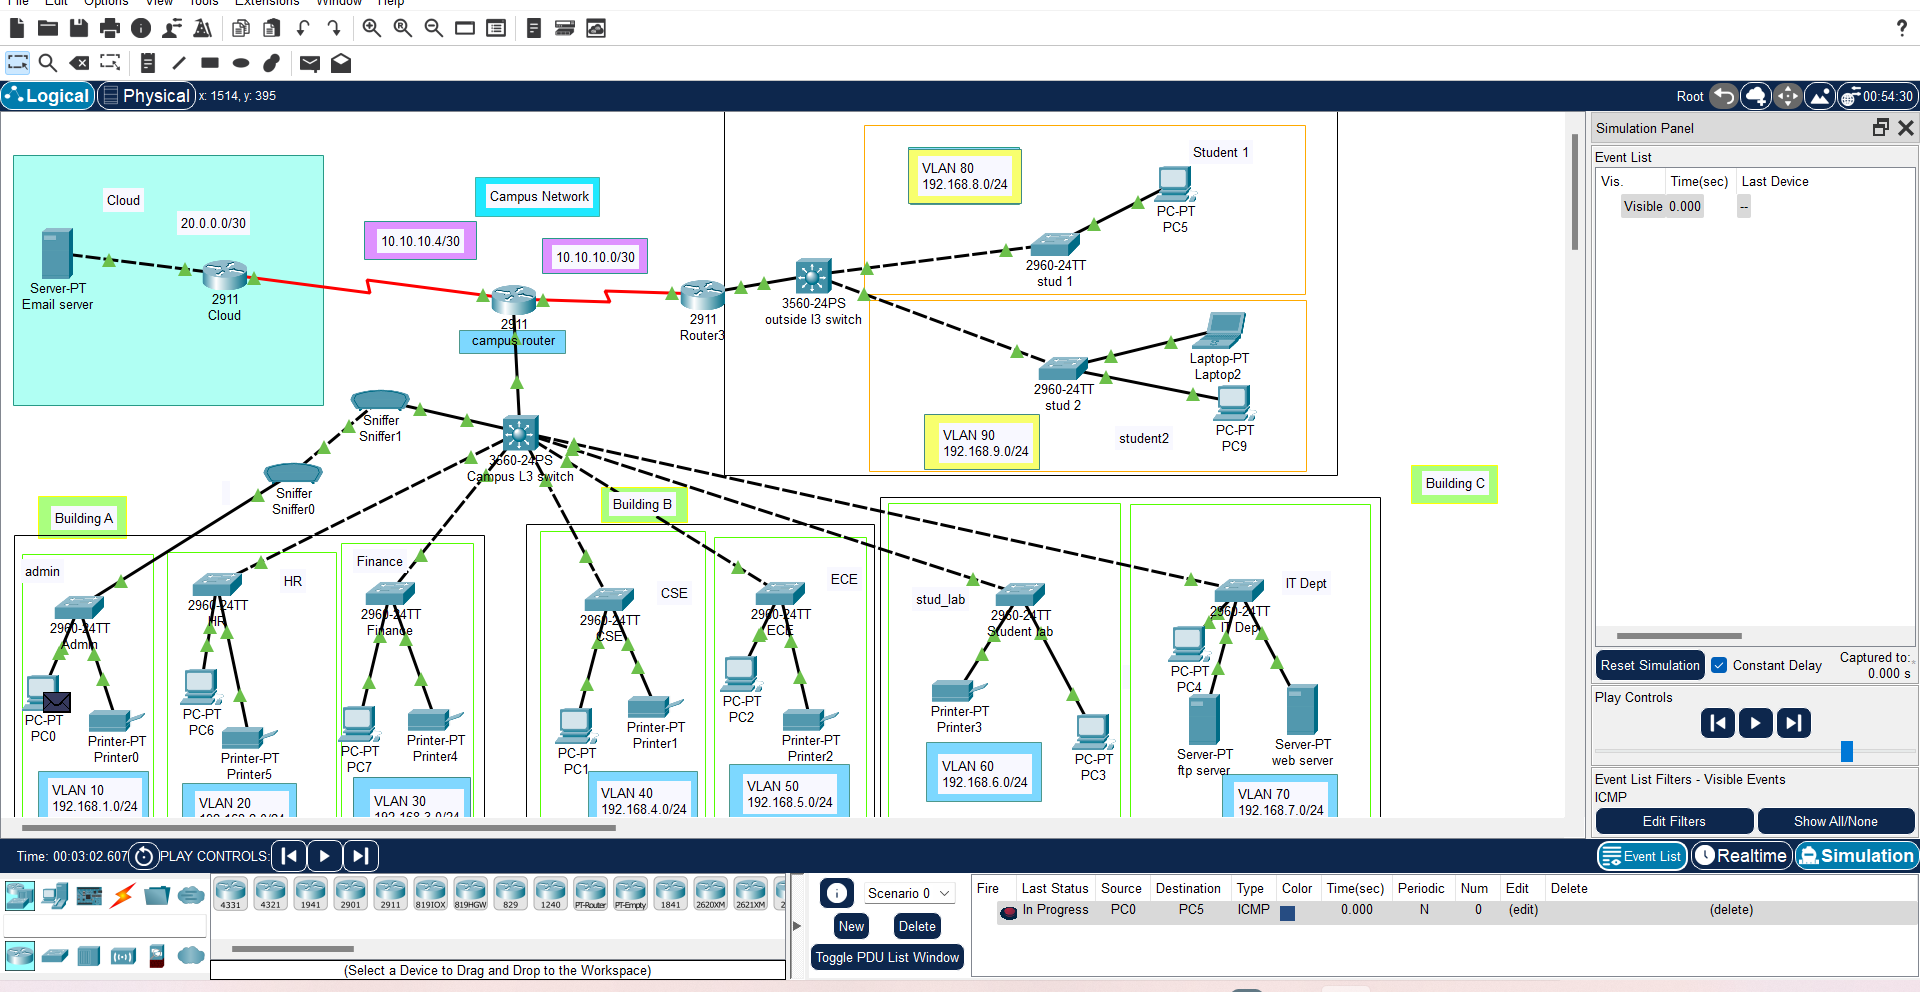 File Edit Options View Tools Extensions Window Help
?
Logical Physical x: 1514, y: 395 Root 00:54:30
Cloud
20.0.0.0/30
Server-PT
Email server
2911
Cloud
10.10.10.4/30
Campus Network
10.10.10.0/30
2911
campus router
2911
Router3
3560-24PS
outside l3 switch
VLAN 80
192.168.8.0/24
Student 1
PC-PT
PC5
2960-24TT
stud 1
Laptop-PT
Laptop2
2960-24TT
stud 2
PC-PT
PC9
VLAN 90
192.168.9.0/24
student2
Sniffer
Sniffer1
Sniffer
Sniffer0
3560-24PS
Campus L3 switch
Building A
Building B
Building C
admin
2960-24TT
Admin
PC-PT
PC0
Printer-PT
Printer0
VLAN 10
192.168.1.0/24
HR
2960-24TT
HR
PC-PT
PC6
Printer-PT
Printer5
VLAN 20
Finance
2960-24TT
Finance
PC-PT
PC7
Printer-PT
Printer4
VLAN 30
192.168.3.0/24
CSE
2960-24TT
CSE
PC-PT
PC1
Printer-PT
Printer1
VLAN 40
192.168.4.0/24
ECE
2960-24TT
ECE
PC-PT
PC2
Printer-PT
Printer2
VLAN 50
192.168.5.0/24
stud_lab
2960-24TT
Student lab
Printer-PT
Printer3
PC-PT
PC3
VLAN 60
192.168.6.0/24
IT Dept
2960-24TT
IT Dep
PC-PT
PC4
Server-PT
ftp server
Server-PT
web server
VLAN 70
192.168.7.0/24
Simulation Panel
Event List
Vis. Time(sec) Last Device
Visible 0.000 --
Reset Simulation Constant Delay Captured to:
0.000 s
Play Controls
Event List Filters - Visible Events
ICMP
Edit Filters Show All/None
Time: 00:03:02.607 PLAY CONTROLS: Event List Realtime Simulation
4331 4321 1941 2901 2911 819IOX 819HGW 829 1240 PT-Router PT-Empty 1841 2620XM 2621XM 2
(Select a Device to Drag and Drop to the Workspace)
Scenario 0
New Delete
Toggle PDU List Window
Fire Last Status Source Destination Type Color Time(sec) Periodic Num Edit Delete
In Progress PC0 PC5 ICMP 0.000 N 0 (edit) (delete)